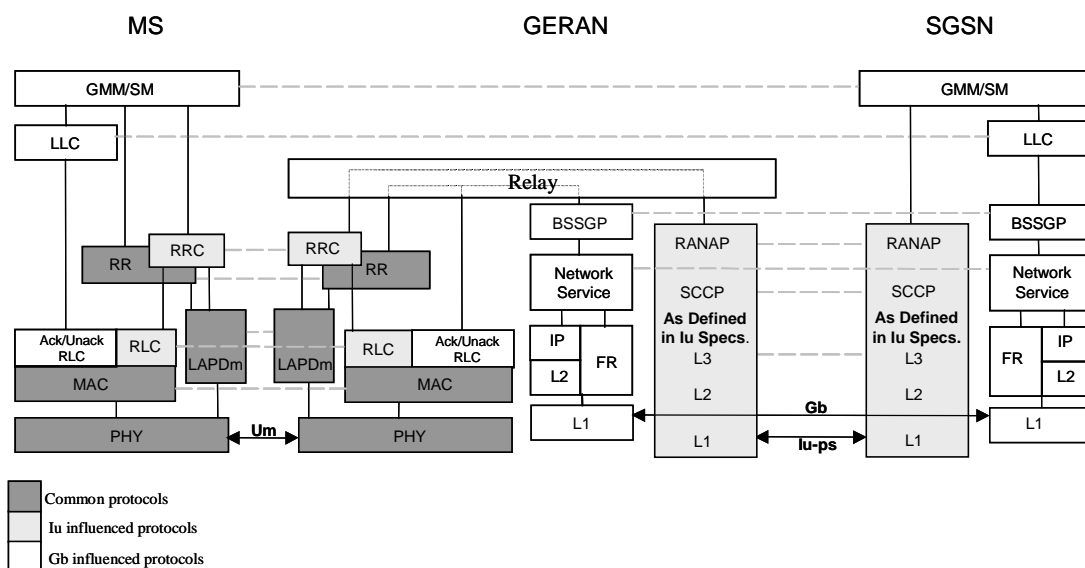 MS GERAN SGSN
GMM/SM GMM/SM
LLC LLC
Relay
BSSGP BSSGP
RRC RRC RANAP RANAP
RR RR
Network Service Network Service
SCCP SCCP
As Defined in Iu Specs. As Defined in Iu Specs.
Ack/Unack RLC RLC LAPDm LAPDm RLC Ack/Unack RLC
IP FR L3 L3 FR IP
MAC MAC
L2 L2 L2 L2
Gb
L1 L1
PHY Um PHY
L1 Iu-ps L1
Common protocols
Iu influenced protocols
Gb influenced protocols